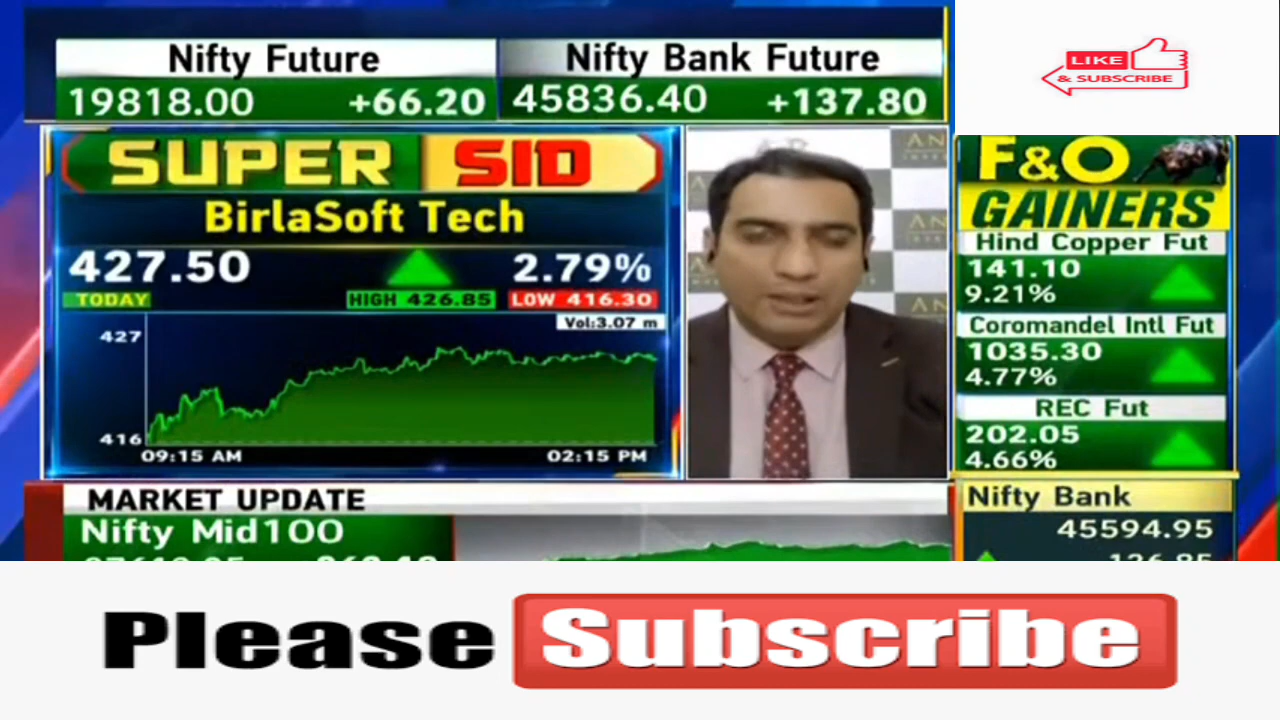 Nifty Future
Nifty Bank Future
19818.00 +66.20
45836.40 +137.80
LIKE
& SUBSCRIBE
SUPER SID
BirlaSoft Tech
427.50 2.79%
TODAY HIGH 426.85 LOW 416.30
Vol:3.07 m
427
416
09:15 AM 02:15 PM
F&O
GAINERS
Hind Copper Fut
141.10
9.21%
Coromandel Intl Fut
1035.30
4.77%
REC Fut
202.05
4.66%
MARKET UPDATE
Nifty Mid100
Nifty Bank
45594.95
Please Subscribe